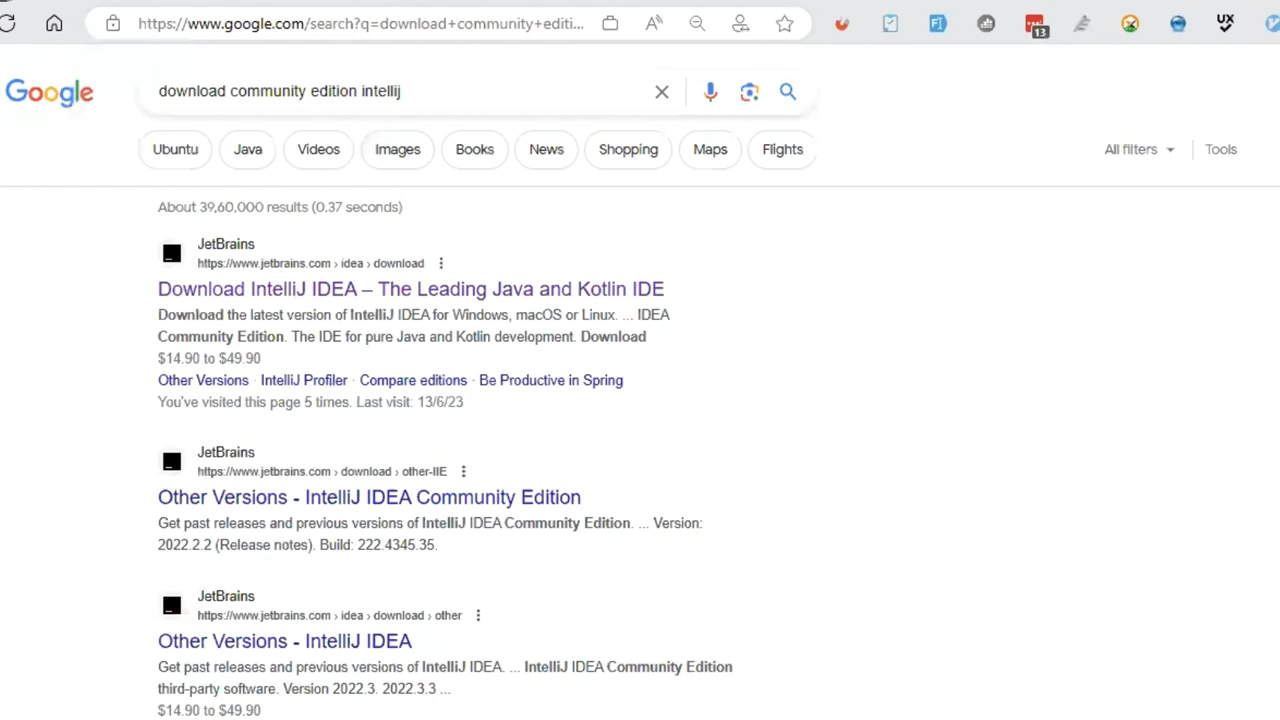 https://www.google.com/search?q=download+community+editi...
13
UX
Google
download community edition intellij
Ubuntu Java Videos Images Books News Shopping Maps Flights All filters Tools
About 39,60,000 results (0.37 seconds)
JetBrains
https://www.jetbrains.com › idea › download
Download IntelliJ IDEA – The Leading Java and Kotlin IDE
Download the latest version of IntelliJ IDEA for Windows, macOS or Linux. ... IDEA
Community Edition. The IDE for pure Java and Kotlin development. Download
$14.90 to $49.90
Other Versions · IntelliJ Profiler · Compare editions · Be Productive in Spring
You've visited this page 5 times. Last visit: 13/6/23
JetBrains
https://www.jetbrains.com › download › other-IIE
Other Versions - IntelliJ IDEA Community Edition
Get past releases and previous versions of IntelliJ IDEA Community Edition. ... Version:
2022.2.2 (Release notes). Build: 222.4345.35.
JetBrains
https://www.jetbrains.com › idea › download › other
Other Versions - IntelliJ IDEA
Get past releases and previous versions of IntelliJ IDEA. ... IntelliJ IDEA Community Edition
third-party software. Version 2022.3. 2022.3.3 ...
$14.90 to $49.90